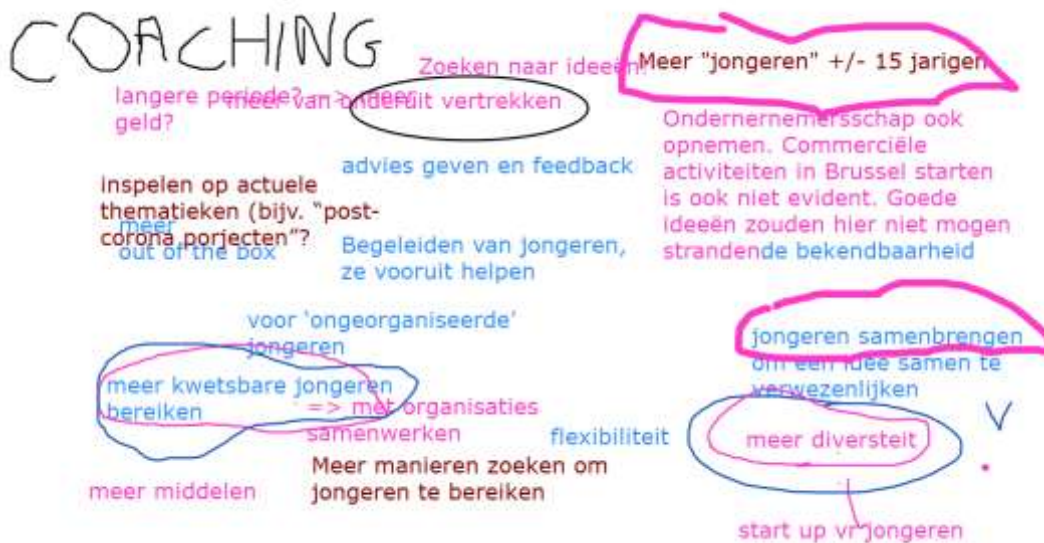 COACHING
Zoeken naar ideeën!
Meer "jongeren" +/- 15 jarigen
langere periode? => meer
geld?
meer van onderuit vertrekken
Ondernernemersschap ook
opnemen. Commerciële
activiteiten in Brussel starten
is ook niet evident. Goede
ideeën zouden hier niet mogen
stranden
de bekendbaarheid
advies geven en feedback
inspelen op actuele
thematieken (bijv. “post-
corona porjecten”?
meer
out of the box
Begeleiden van jongeren,
ze vooruit helpen
voor ‘ongeorganiseerde’
jongeren
jongeren samenbrengen
om een idee samen te
verwezenlijken
meer kwetsbare jongeren
bereiken
=> met organisaties
samenwerken
flexibiliteit
meer diversteit
V
Meer manieren zoeken om
jongeren te bereiken
meer middelen
start up vr jongeren